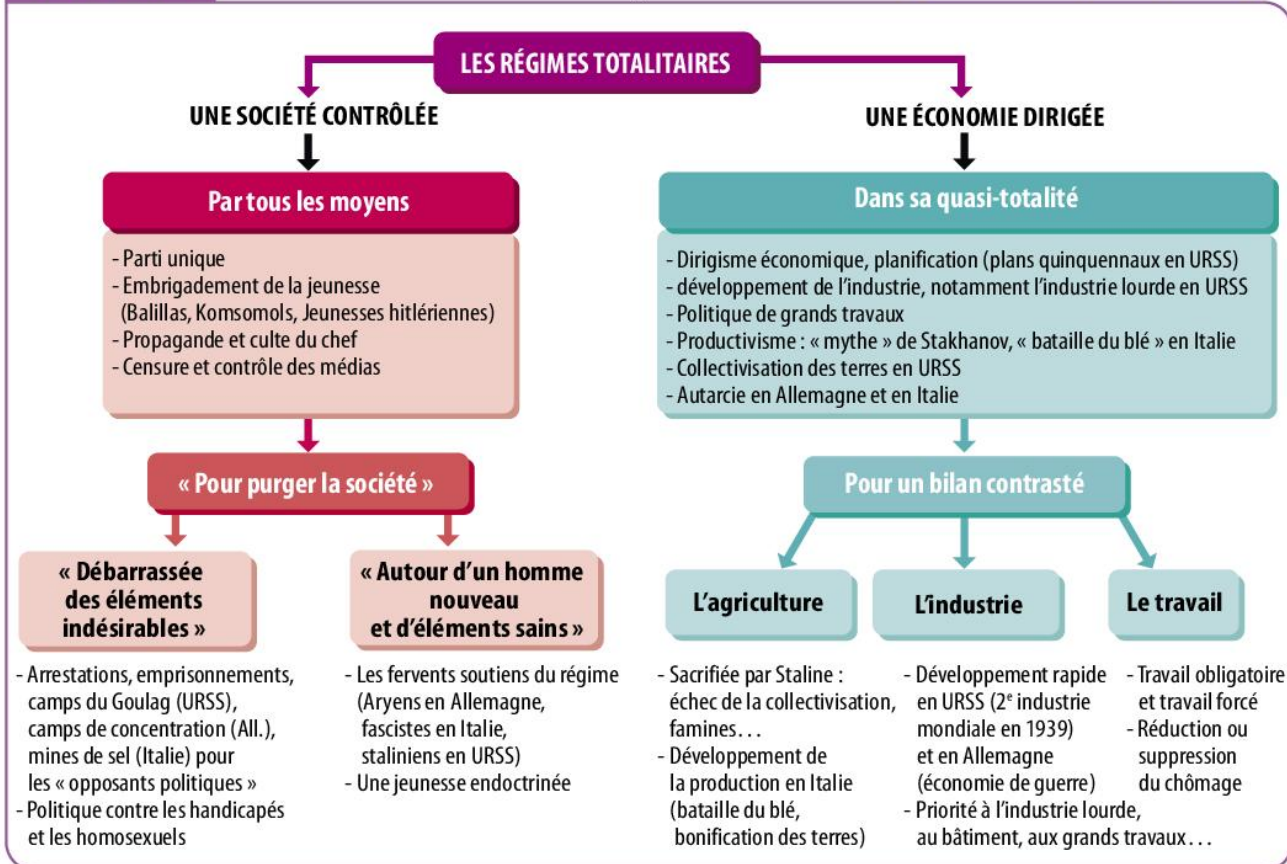 LES RÉGIMES TOTALITAIRES
UNE SOCIÉTÉ CONTRÔLÉE
Par tous les moyens
- Parti unique
- Embrigadement de la jeunesse
(Balillas, Komsomols, Jeunesses hitlériennes)
- Propagande et culte du chef
- Censure et contrôle des médias
« Pour purger la société »
« Débarrassée
des éléments
indésirables »
- Arrestations, emprisonnements,
camps du Goulag (URSS),
camps de concentration (All.),
mines de sel (Italie) pour
les « opposants politiques »
- Politique contre les handicapés
et les homosexuels
« Autour d’un homme
nouveau
et d’éléments sains »
- Les fervents soutiens du régime
(Aryens en Allemagne,
fascistes en Italie,
staliniens en URSS)
- Une jeunesse endoctrinée
UNE ÉCONOMIE DIRIGÉE
Dans sa quasi-totalité
- Dirigisme économique, planification (plans quinquennaux en URSS)
- développement de l’industrie, notamment l’industrie lourde en URSS
- Politique de grands travaux
- Productivisme : « mythe » de Stakhanov, « bataille du blé » en Italie
- Collectivisation des terres en URSS
- Autarcie en Allemagne et en Italie
Pour un bilan contrasté
L’agriculture
- Sacrifiée par Staline :
échec de la collectivisation,
famines…
- Développement de
la production en Italie
(bataille du blé,
bonification des terres)
L’industrie
- Développement rapide
en URSS (2e industrie
mondiale en 1939)
et en Allemagne
(économie de guerre)
- Priorité à l’industrie lourde,
au bâtiment, aux grands travaux…
Le travail
- Travail obligatoire
et travail forcé
- Réduction ou
suppression
du chômage